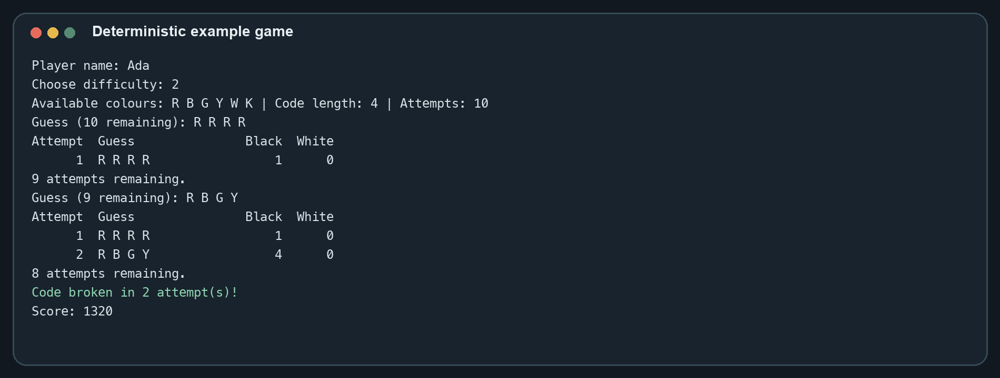 Deterministic example game
Player name: Ada
Choose difficulty: 2
Available colours: R B G Y W K | Code length: 4 | Attempts: 10
Guess (10 remaining): R R R R
Attempt  Guess               Black  White
      1  R R R R                 1      0
9 attempts remaining.
Guess (9 remaining): R B G Y
Attempt  Guess               Black  White
      1  R R R R                 1      0
      2  R B G Y                 4      0
8 attempts remaining.
Code broken in 2 attempt(s)!
Score: 1320